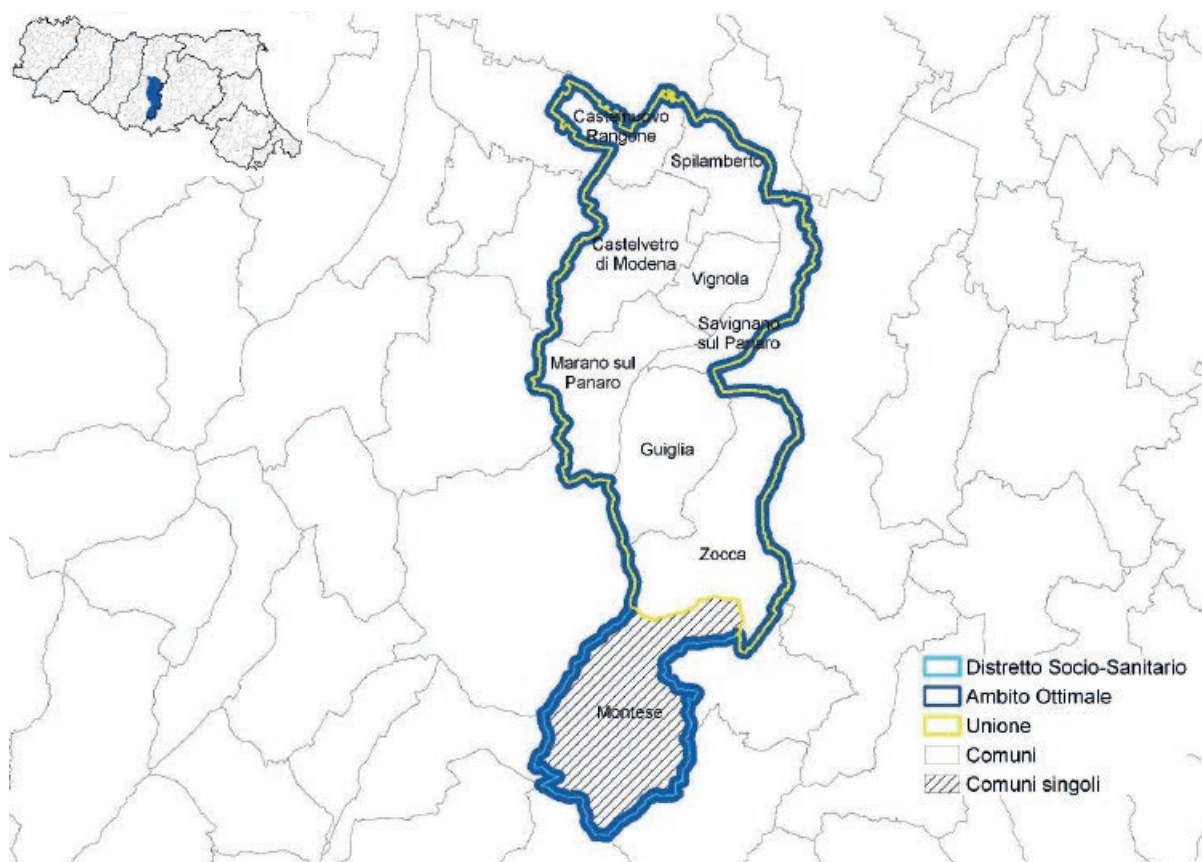 Castelnuovo
Rangone
Spilamberto
Castelvetro
di Modena
Vignola
Savignano
sul Panaro
Marano sul
Panaro
Guiglia
Zocca
Montese
Distretto Socio-Sanitario
Ambito Ottimale
Unione
Comuni
Comuni singoli